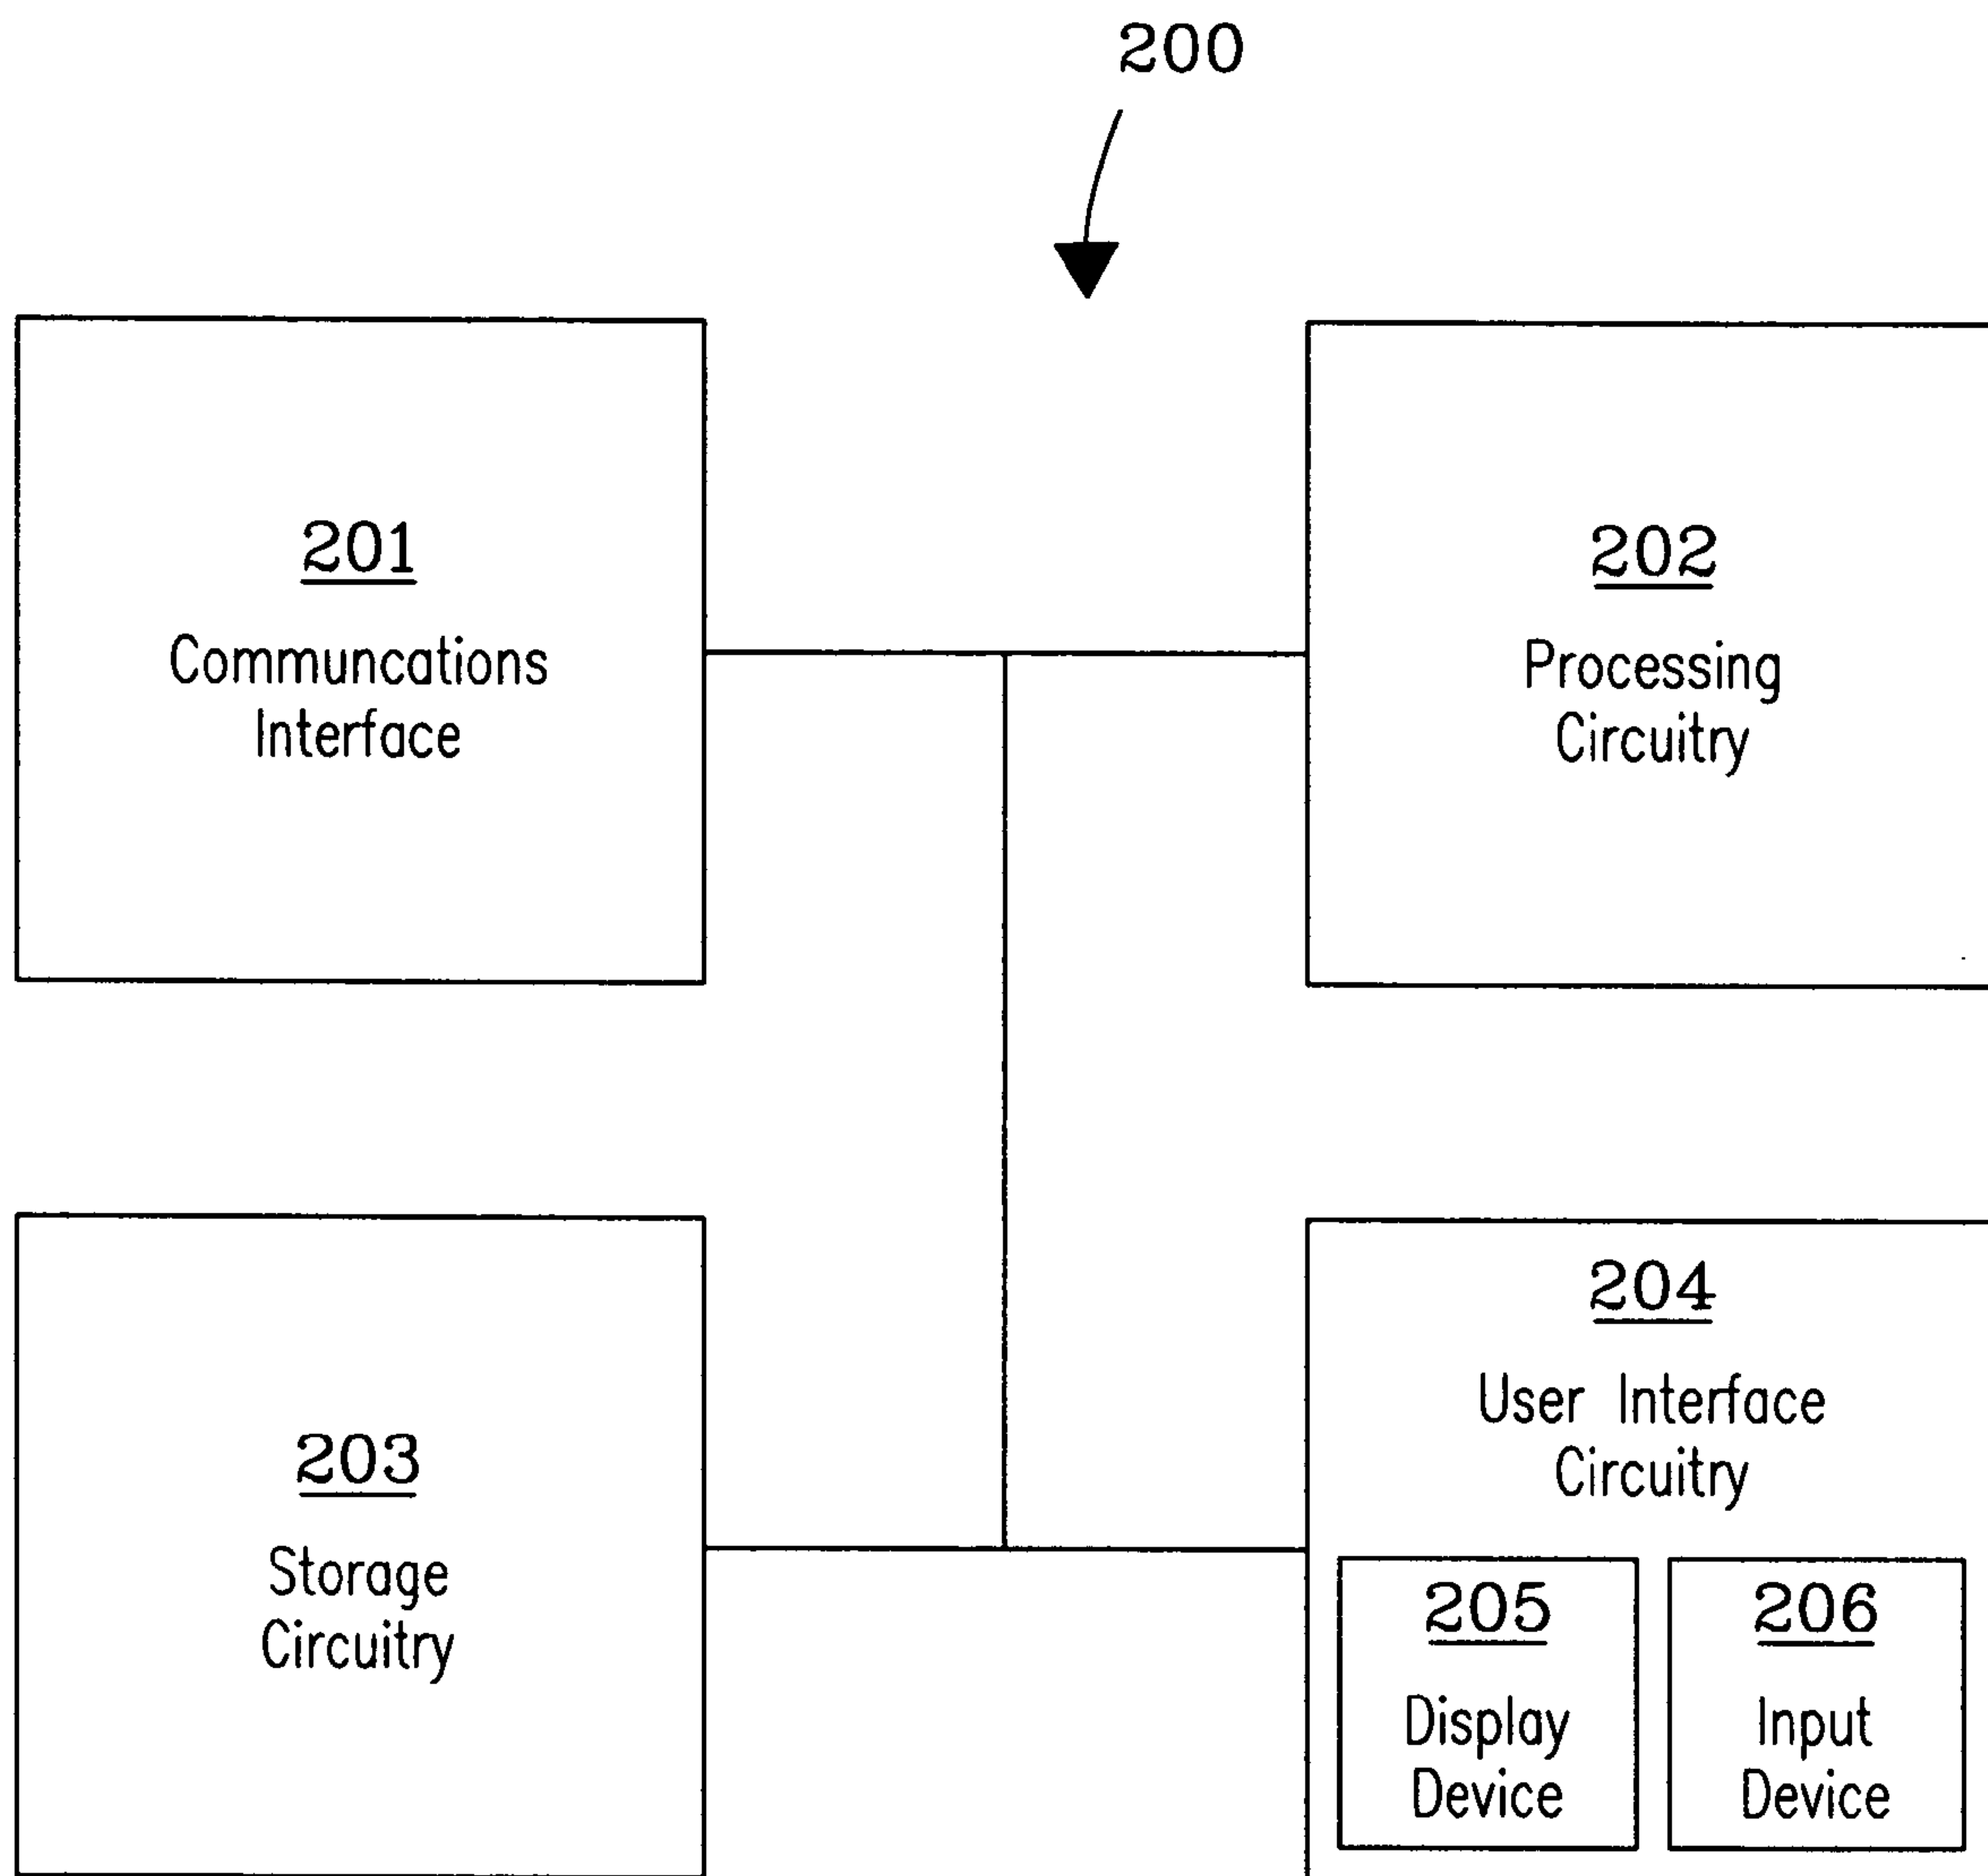 200
201
Communcations
Interface
202
Processing
Circuitry
203
Storage
Circuitry
204
User Interface
Circuitry
205
Display
Device
206
Input
Device